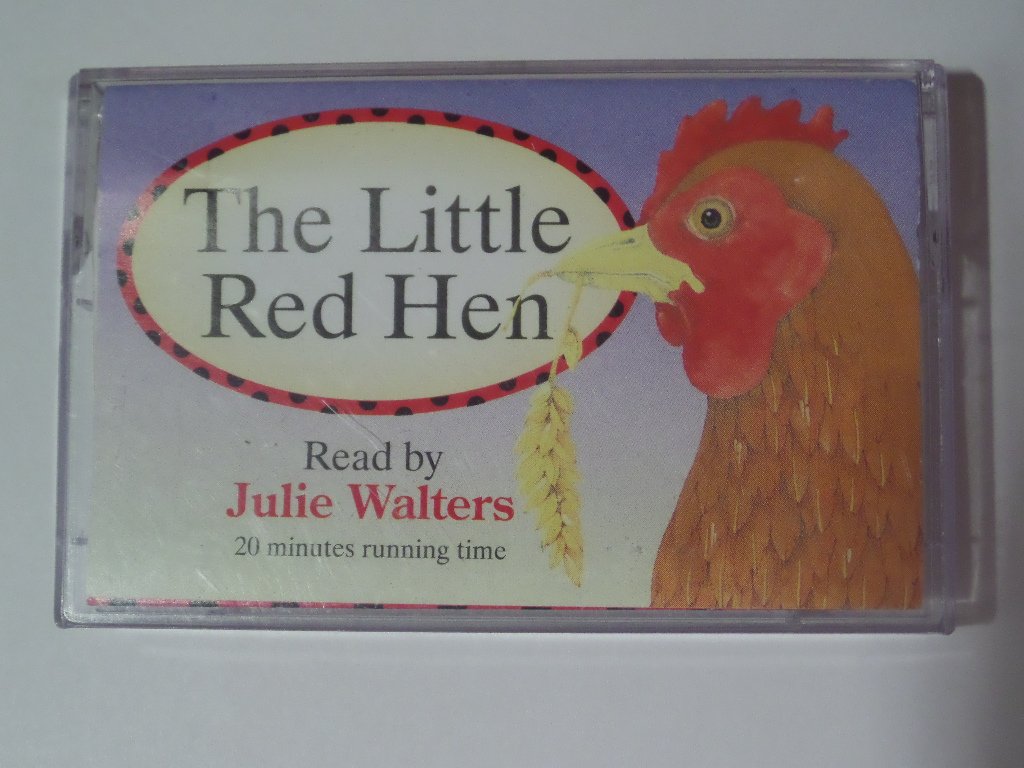 The Little
Red Hen
Read by
Julie Walters
20 minutes running time